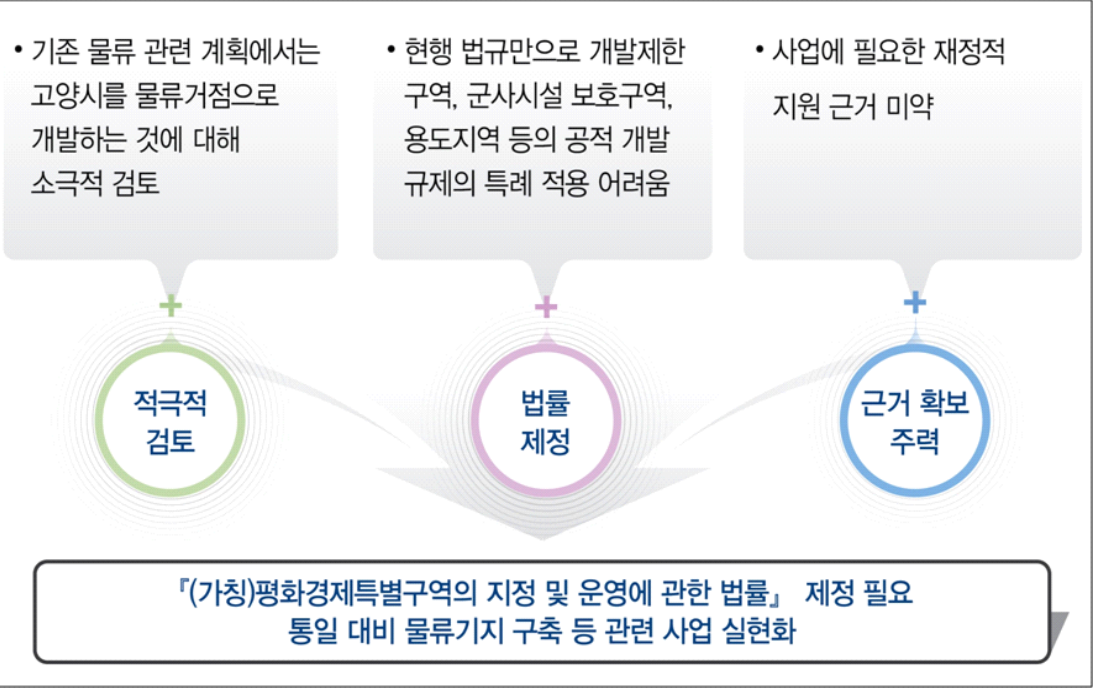 • 기존 물류 관련 계획에서는
고양시를 물류거점으로
개발하는 것에 대해
소극적 검토
• 현행 법규만으로 개발제한
구역, 군사시설 보호구역,
용도지역 등의 공적 개발
규제의 특례 적용 어려움
• 사업에 필요한 재정적
지원 근거 미약
적극적
검토
법률
제정
근거 확보
주력
『(가칭)평화경제특별구역의 지정 및 운영에 관한 법률』 제정 필요
통일 대비 물류기지 구축 등 관련 사업 실현화